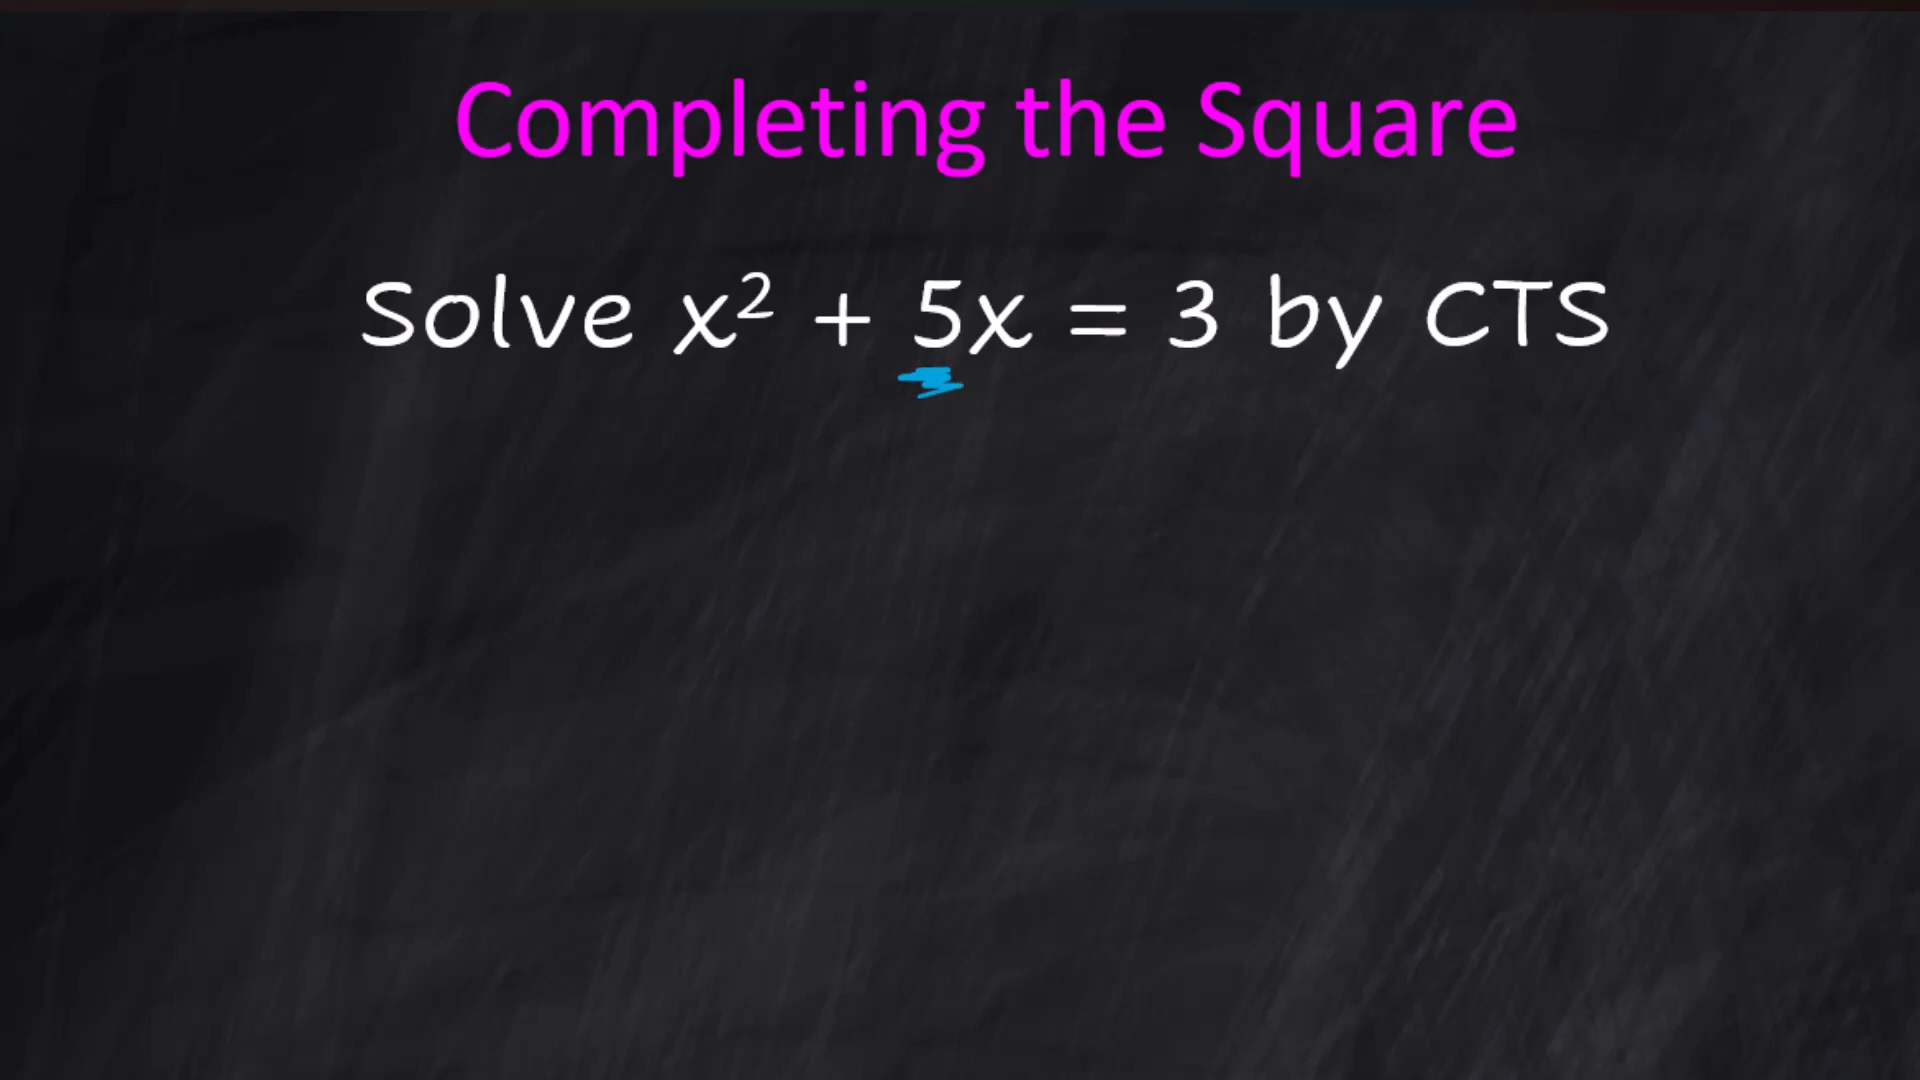 Completing the Square
Solve x² + 5x = 3 by CTS